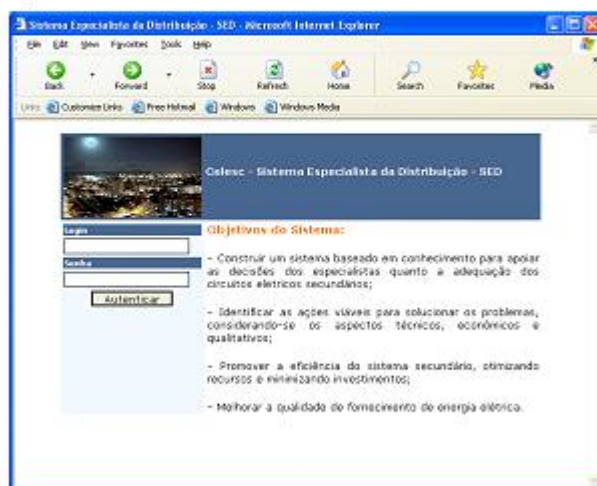 Sistema Especialista da Distribuição - SED - Microsoft Internet Explorer
File Edit View Favorites Tools Help
Back Forward Stop Refresh Home Search Favorites Media
Links Customize Links Free Hotmail Windows Windows Media
Celesc - Sistema Especialista da Distribuição - SED
Login
Senha
Autenticar
Objetivos do Sistema:
- Construir um sistema baseado em conhecimento para apoiar
as decisões dos especialistas quanto a adequação dos
circuitos elétricos secundários;
- Identificar as ações viáveis para solucionar os problemas,
considerando-se os aspectos técnicos, econômicos e
qualitativos;
- Promover a eficiência do sistema secundário, otimizando
recursos e minimizando investimentos;
- Melhorar a qualidade do fornecimento de energia elétrica.